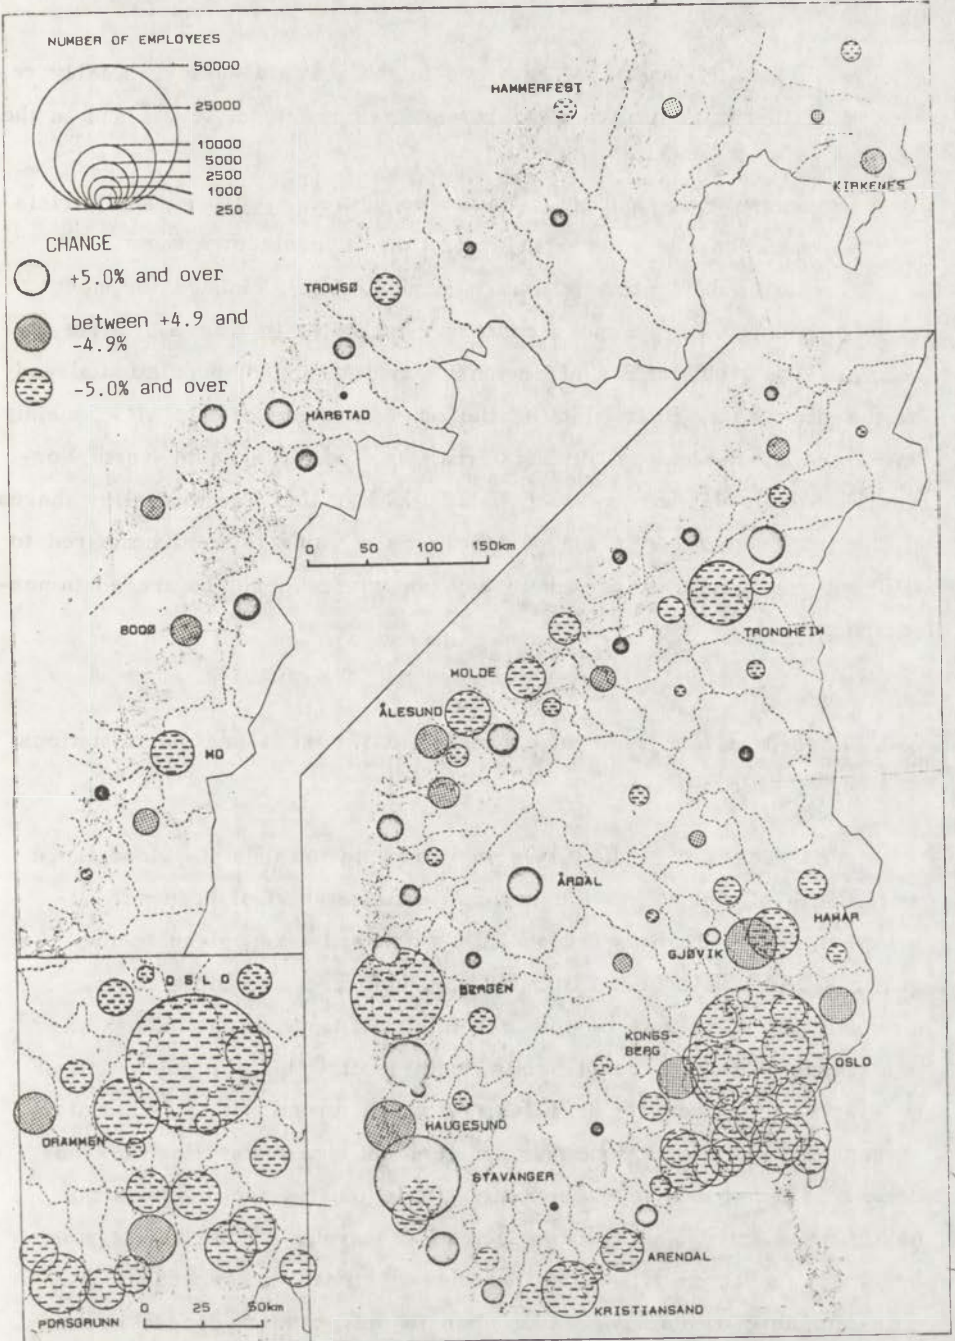 NUMBER OF EMPLOYEES
50000
25000
10000
5000
2500
1000
250
CHANGE
+5.0% and over
between +4.9 and
-4.9%
-5.0% and over
HAMMERFEST
KIRKENES
TROMSØ
HARSTAD
0 50 100 150km
BODØ
MO
TRONDHEIM
MOLDE
ÅLESUND
ÅRDAL
HAMAR
GJØVIK
BERGEN
KONGS-
BERG
OSLO
HAUGESUND
STAVANGER
ARENDAL
KRISTIANSAND
OSLO
DRAMMEN
PORSGRUNN
0 25 50km